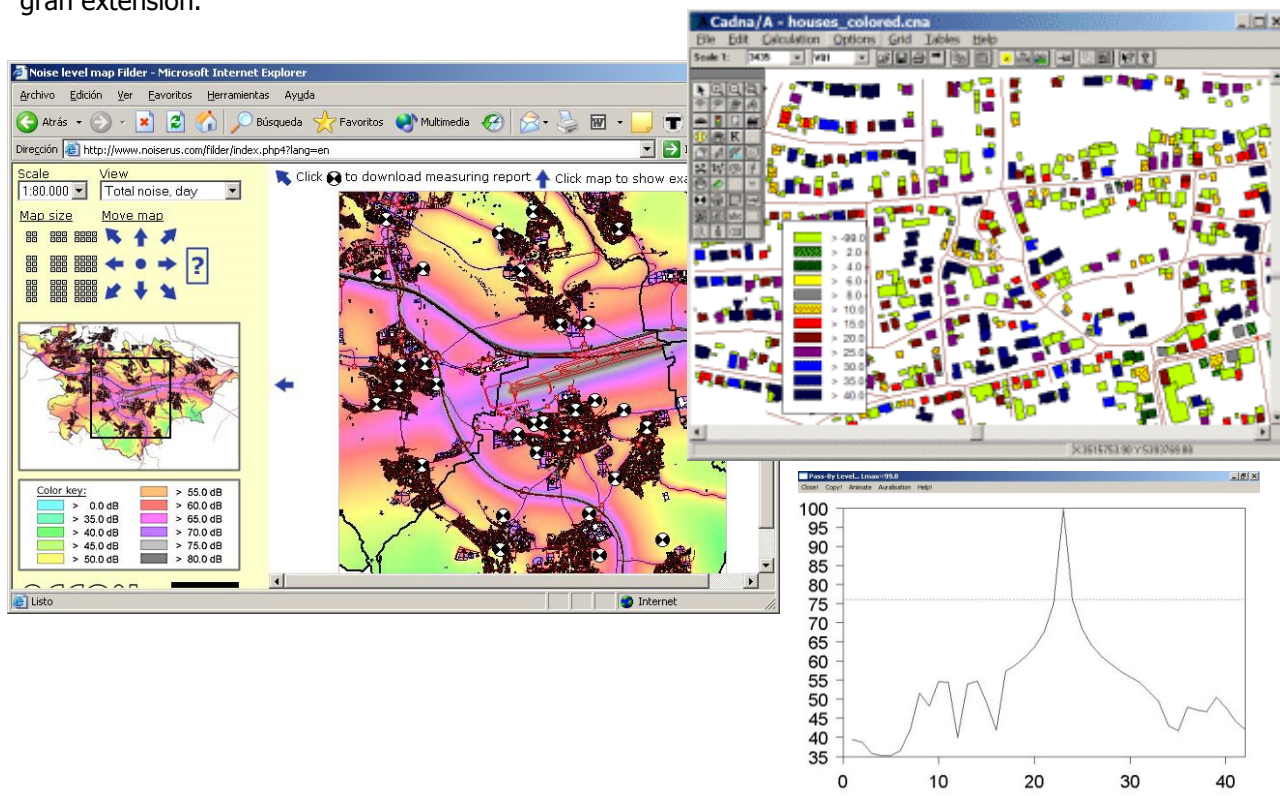 gran extensión.
Noise level map Filder - Microsoft Internet Explorer
Archivo Edición Ver Favoritos Herramientas Ayuda
Atrás Búsqueda Favoritos Multimedia
Dirección http://www.noiserus.com/filder/index.php4?lang=en
Scale View
1:80.000 Total noise, day
Map size Move map
?
Click to download measuring report Click map to show exa
Color key:
> 0.0 dB
> 35.0 dB
> 40.0 dB
> 45.0 dB
> 50.0 dB
> 55.0 dB
> 60.0 dB
> 65.0 dB
> 70.0 dB
> 75.0 dB
> 80.0 dB
Listo Internet
Cadna/A - houses_colored.cna
File Edit Calculation Options Grid Tables Help
Scale 1: 3435 V01
> -99.0
> 2.0
> 4.0
> 6.0
> 8.0
> 10.0
> 15.0
> 20.0
> 25.0
> 30.0
> 35.0
> 40.0
X:3515753.90 Y:5393769.88
Pass-By Level... Lmax=99.8
Close! Copy! Animate Auralisation Help!
100
95
90
85
80
75
70
65
60
55
50
45
40
35
0 10 20 30 40